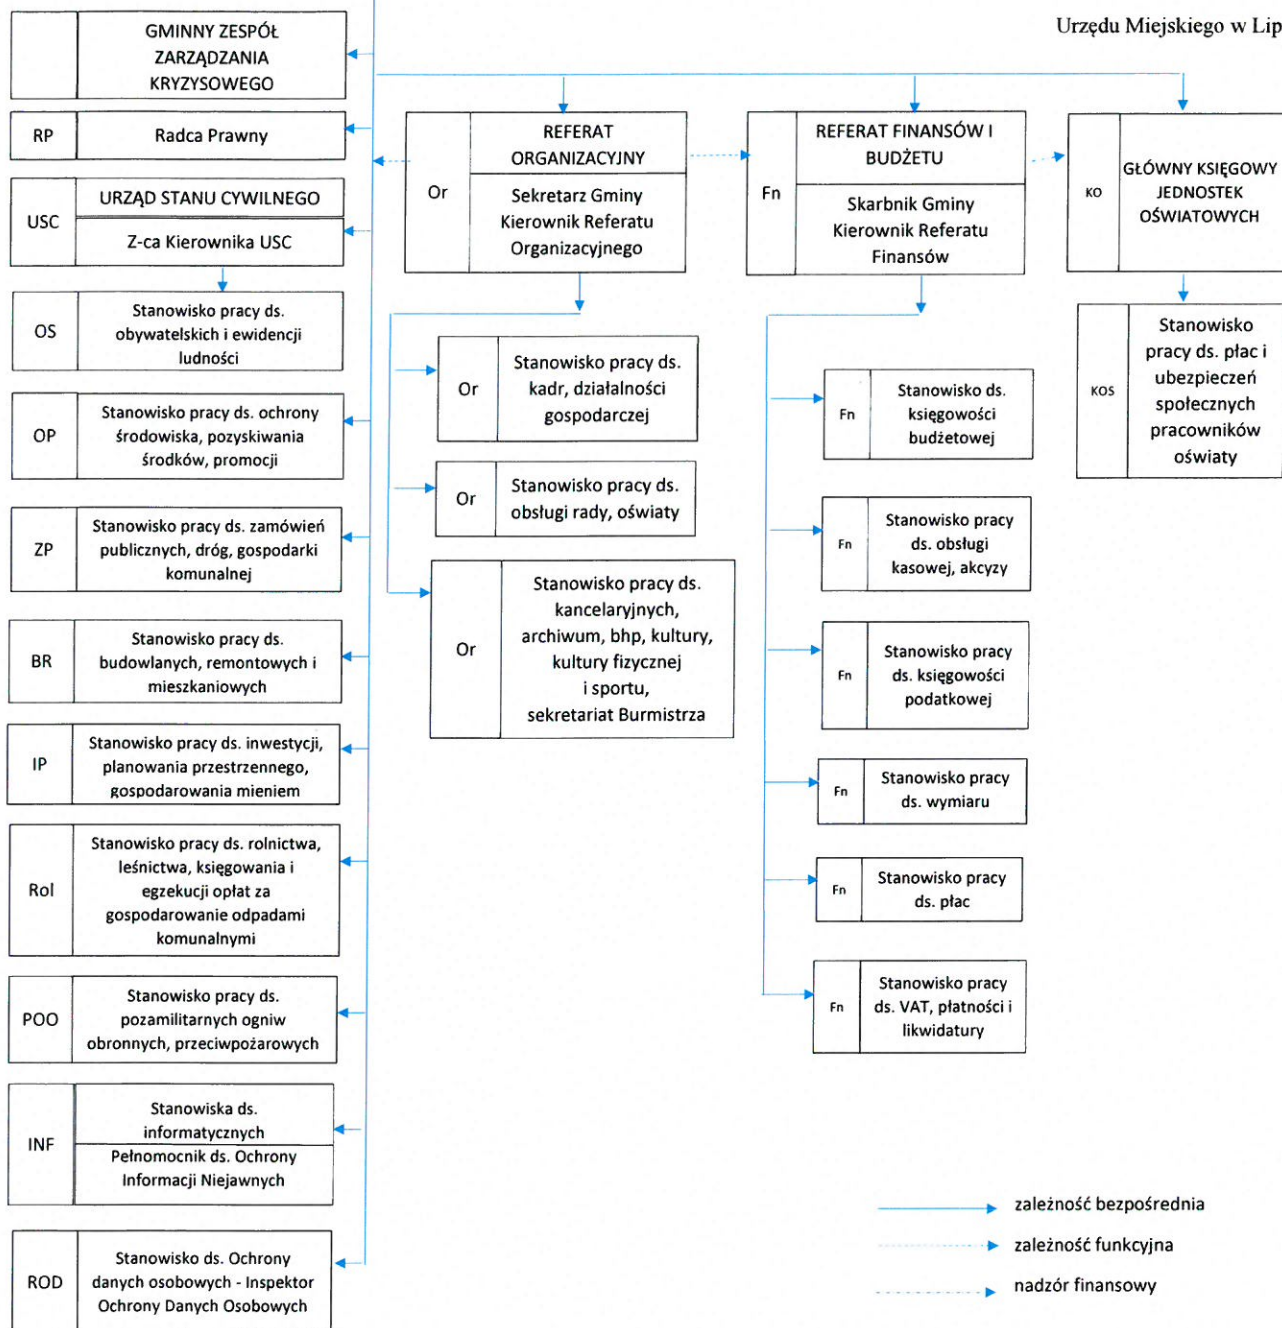 Urzędu Miejskiego w Lip
GMINNY ZESPÓŁ
ZARZĄDZANIA
KRYZYSOWEGO
RP
Radca Prawny
USC
URZĄD STANU CYWILNEGO
Z-ca Kierownika USC
OS
Stanowisko pracy ds.
obywatelskich i ewidencji
ludności
OP
Stanowisko pracy ds. ochrony
środowiska, pozyskiwania
środków, promocji
ZP
Stanowisko pracy ds. zamówień
publicznych, dróg, gospodarki
komunalnej
BR
Stanowisko pracy ds.
budowlanych, remontowych i
mieszkaniowych
IP
Stanowisko pracy ds. inwestycji,
planowania przestrzennego,
gospodarowania mieniem
Rol
Stanowisko pracy ds. rolnictwa,
leśnictwa, księgowania i
egzekucji opłat za
gospodarowanie odpadami
komunalnymi
POO
Stanowisko pracy ds.
pozamilitarnych ogniw
obronnych, przeciwpożarowych
INF
Stanowiska ds.
informatycznych
Pełnomocnik ds. Ochrony
Informacji Niejawnych
ROD
Stanowisko ds. Ochrony
danych osobowych - Inspektor
Ochrony Danych Osobowych
Or
REFERAT
ORGANIZACYJNY
Sekretarz Gminy
Kierownik Referatu
Organizacyjnego
Or
Stanowisko pracy ds.
kadr, działalności
gospodarczej
Or
Stanowisko pracy ds.
obsługi rady, oświaty
Or
Stanowisko pracy ds.
kancelaryjnych,
archiwum, bhp, kultury,
kultury fizycznej
i sportu,
sekretariat Burmistrza
Fn
REFERAT FINANSÓW I
BUDŻETU
Skarbnik Gminy
Kierownik Referatu
Finansów
Fn
Stanowisko ds.
księgowości
budżetowej
Fn
Stanowisko pracy
ds. obsługi
kasowej, akcyzy
Fn
Stanowisko pracy
ds. księgowości
podatkowej
Fn
Stanowisko pracy
ds. wymiaru
Fn
Stanowisko pracy
ds. płac
Fn
Stanowisko pracy
ds. VAT, płatności i
likwidatury
KO
GŁÓWNY KSIĘGOWY
JEDNOSTEK
OŚWIATOWYCH
KOS
Stanowisko
pracy ds. płac i
ubezpieczeń
społecznych
pracowników
oświaty
zależność bezpośrednia
zależność funkcyjna
nadzór finansowy